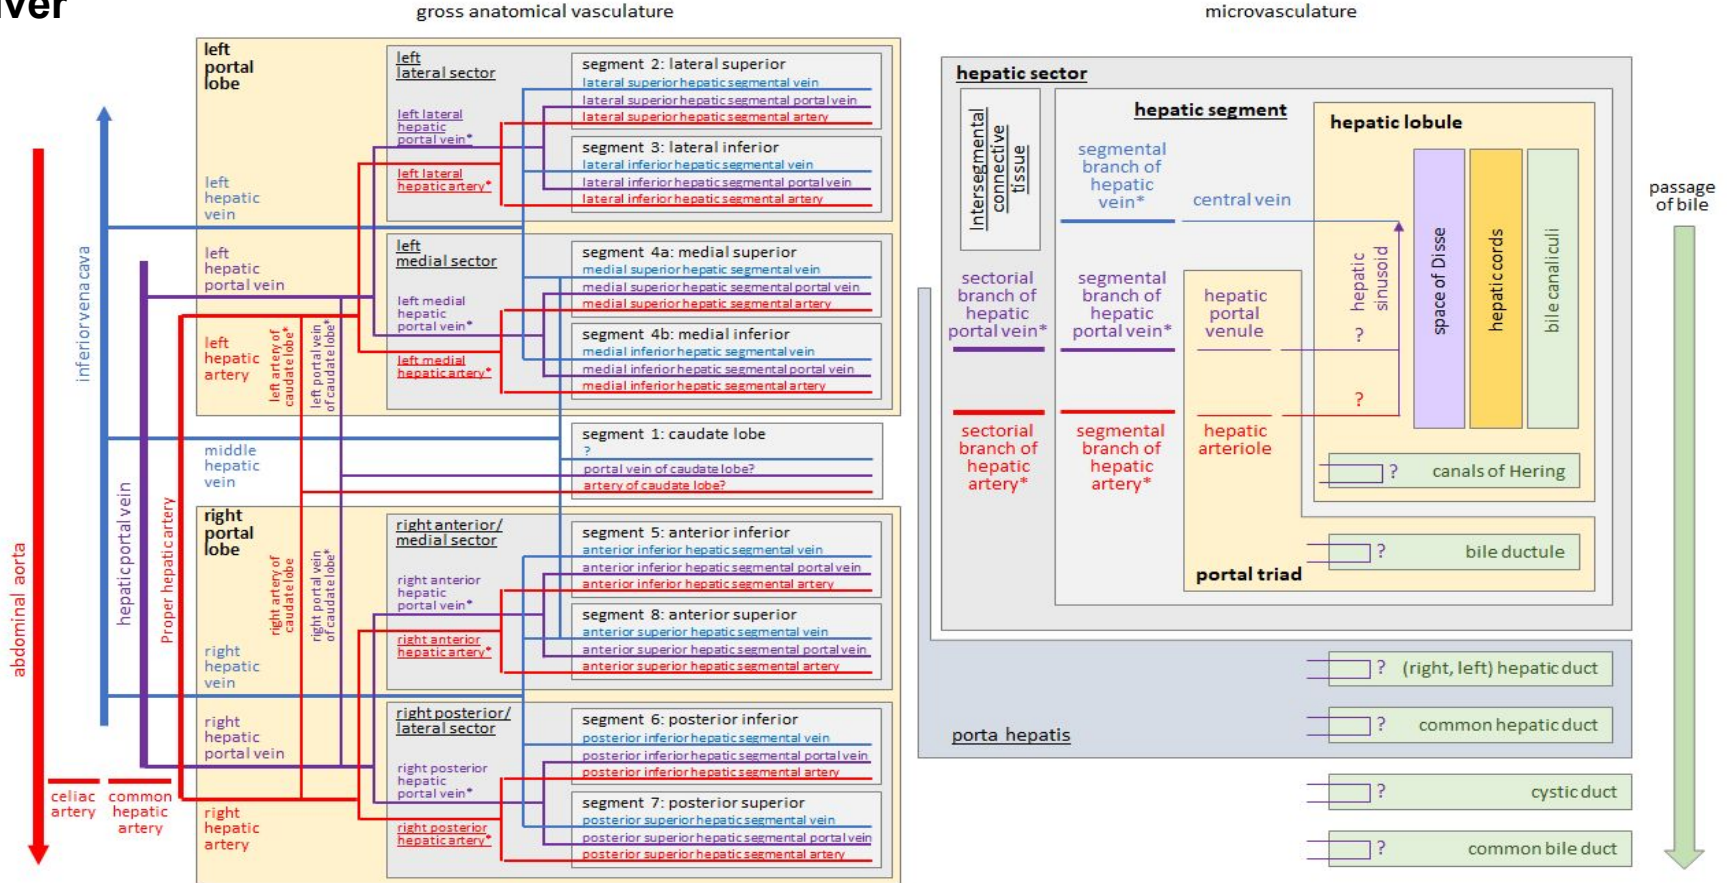 iver
gross anatomical vasculature
microvasculature
abdominal aorta
inferior vena cava
hepatic portal vein
Proper hepatic artery
celiac
artery
common
hepatic
artery
left
portal
lobe
left
hepatic
vein
left
hepatic
portal vein
left
hepatic
artery
left artery of
caudate lobe*
left portal vein
of caudate lobe*
left
lateral sector
left lateral
hepatic
portal vein*
left lateral
hepatic artery*
segment 2: lateral superior
lateral superior hepatic segmental vein
lateral superior hepatic segmental portal vein
lateral superior hepatic segmental artery
segment 3: lateral inferior
lateral inferior hepatic segmental vein
lateral inferior hepatic segmental portal vein
lateral inferior hepatic segmental artery
left
medial sector
left medial
hepatic
portal vein*
left medial
hepatic artery*
segment 4a: medial superior
medial superior hepatic segmental vein
medial superior hepatic segmental portal vein
medial superior hepatic segmental artery
segment 4b: medial inferior
medial inferior hepatic segmental vein
medial inferior hepatic segmental portal vein
medial inferior hepatic segmental artery
middle
hepatic
vein
segment 1: caudate lobe
?
portal vein of caudate lobe?
artery of caudate lobe?
right
portal
lobe
right artery of
caudate lobe
right portal vein
of caudate lobe*
right
hepatic
vein
right
hepatic
portal vein
right
hepatic
artery
right anterior/
medial sector
right anterior
hepatic
portal vein*
right anterior
hepatic artery*
segment 5: anterior inferior
anterior inferior hepatic segmental vein
anterior inferior hepatic segmental portal vein
anterior inferior hepatic segmental artery
segment 8: anterior superior
anterior superior hepatic segmental vein
anterior superior hepatic segmental portal vein
anterior superior hepatic segmental artery
right posterior/
lateral sector
right posterior
hepatic
portal vein*
right posterior
hepatic artery*
segment 6: posterior inferior
posterior inferior hepatic segmental vein
posterior inferior hepatic segmental portal vein
posterior inferior hepatic segmental artery
segment 7: posterior superior
posterior superior hepatic segmental vein
posterior superior hepatic segmental portal vein
posterior superior hepatic segmental artery
hepatic sector
Intersegmental
connective
tissue
sectorial
branch of
hepatic
portal vein*
sectorial
branch of
hepatic
artery*
hepatic segment
segmental
branch of
hepatic
vein*
central vein
segmental
branch of
hepatic
portal vein*
segmental
branch of
hepatic
artery*
hepatic
portal
venule
hepatic
arteriole
hepatic lobule
hepatic
sinusoid
?
?
space of Disse
hepatic cords
bile canaliculi
? canals of Hering
? bile ductule
portal triad
porta hepatis
? (right, left) hepatic duct
? common hepatic duct
? cystic duct
? common bile duct
passage
of bile